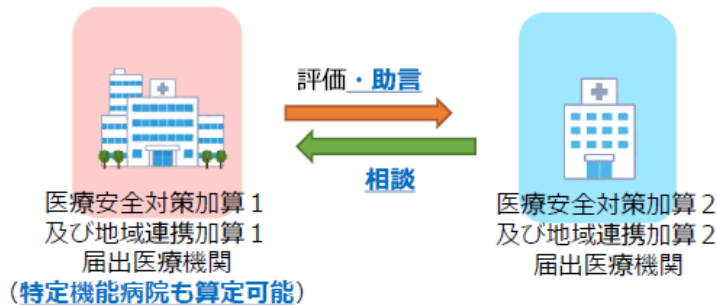 評価・助言
相談
医療安全対策加算１
及び地域連携加算１
届出医療機関
（特定機能病院も算定可能）
医療安全対策加算２
及び地域連携加算２
届出医療機関